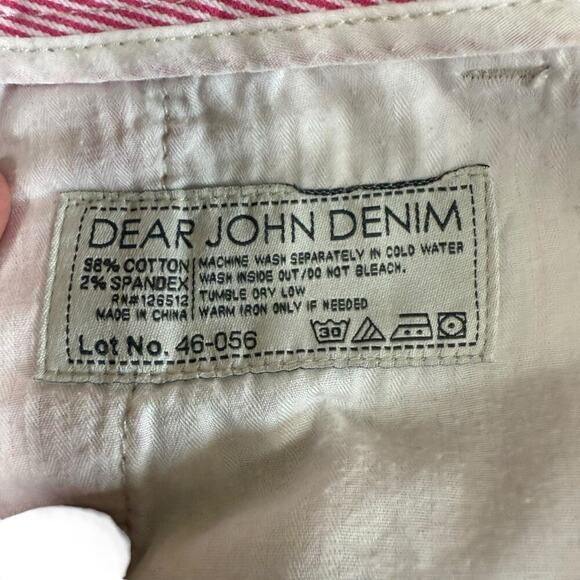 DEAR JOHN DENIM
98% COTTON
2% SPANDEX
RN#126512
MADE IN CHINA
MACHINE WASH SEPARATELY IN COLD WATER
WASH INSIDE OUT/DO NOT BLEACH.
TUMBLE DRY LOW
WARM IRON ONLY IF NEEDED
Lot No. 46-056
30